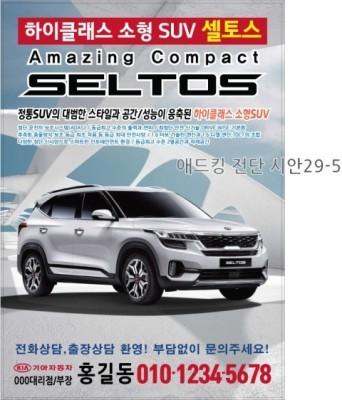 하이클래스 소형 SUV 셀토스
Amazing Compact
SELTOS
정통SUV의 대범한 스타일과 공간/성능이 응축된 하이클래스 소형SUV
애드킹 전단 시안29-5
SELTOS
전화상담,출장상담 환영! 부담없이 문의주세요!
KIA 기아자동차
000대리점/부장 홍길동 010-1234-5678